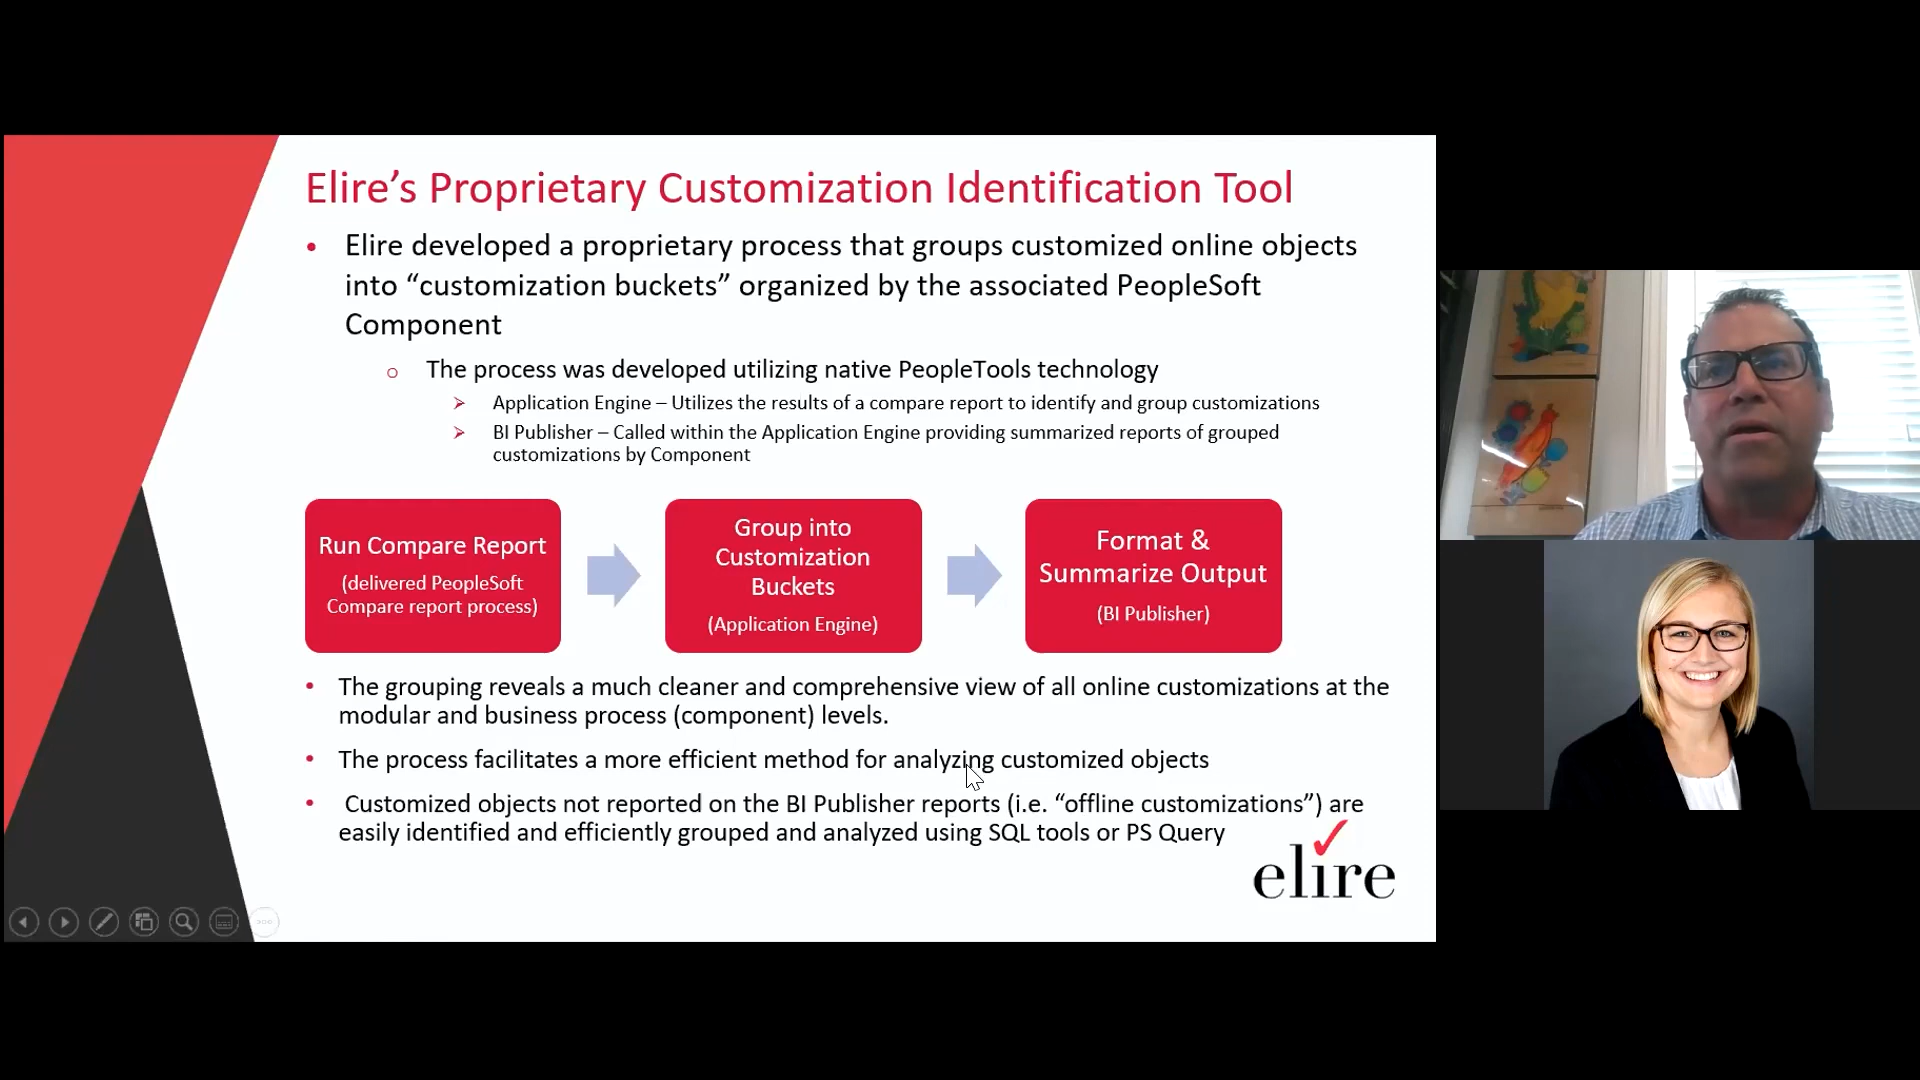 Elire’s Proprietary Customization Identification Tool
• Elire developed a proprietary process that groups customized online objects
into “customization buckets” organized by the associated PeopleSoft
Component
o The process was developed utilizing native PeopleTools technology
➢ Application Engine – Utilizes the results of a compare report to identify and group customizations
➢ BI Publisher – Called within the Application Engine providing summarized reports of grouped
customizations by Component
Run Compare Report
(delivered PeopleSoft
Compare report process)
Group into
Customization
Buckets
(Application Engine)
Format &
Summarize Output
(BI Publisher)
• The grouping reveals a much cleaner and comprehensive view of all online customizations at the
modular and business process (component) levels.
• The process facilitates a more efficient method for analyzing customized objects
• Customized objects not reported on the BI Publisher reports (i.e. “offline customizations”) are
easily identified and efficiently grouped and analyzed using SQL tools or PS Query
elire